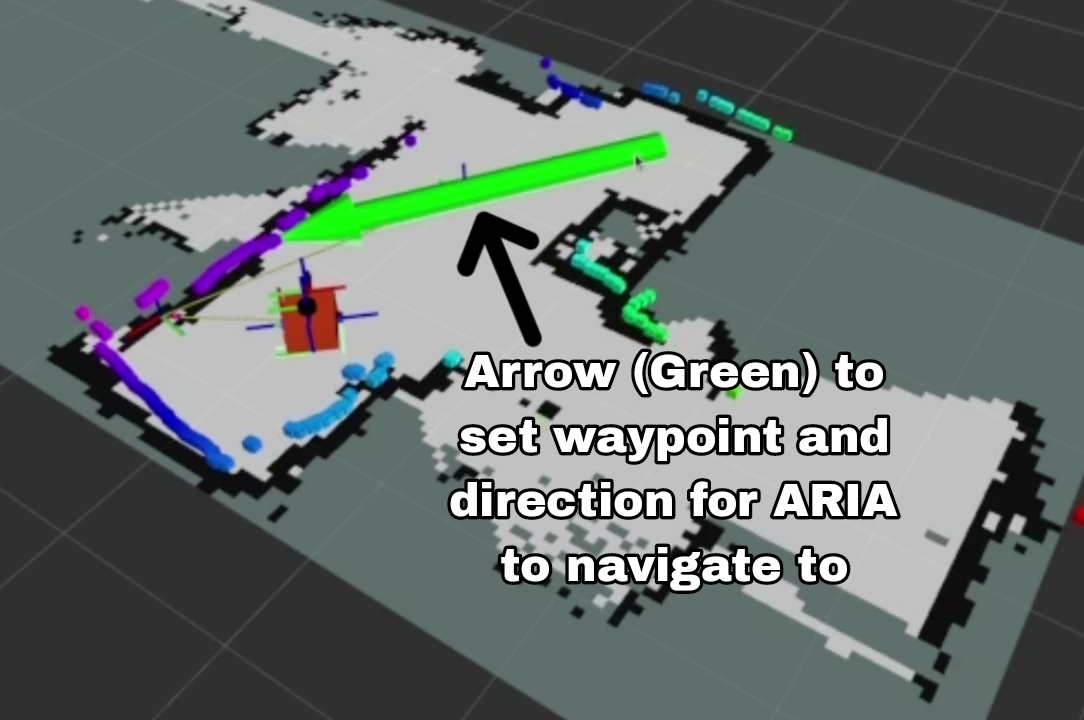 Arrow (Green) to
set waypoint and
direction for ARIA
to navigate to